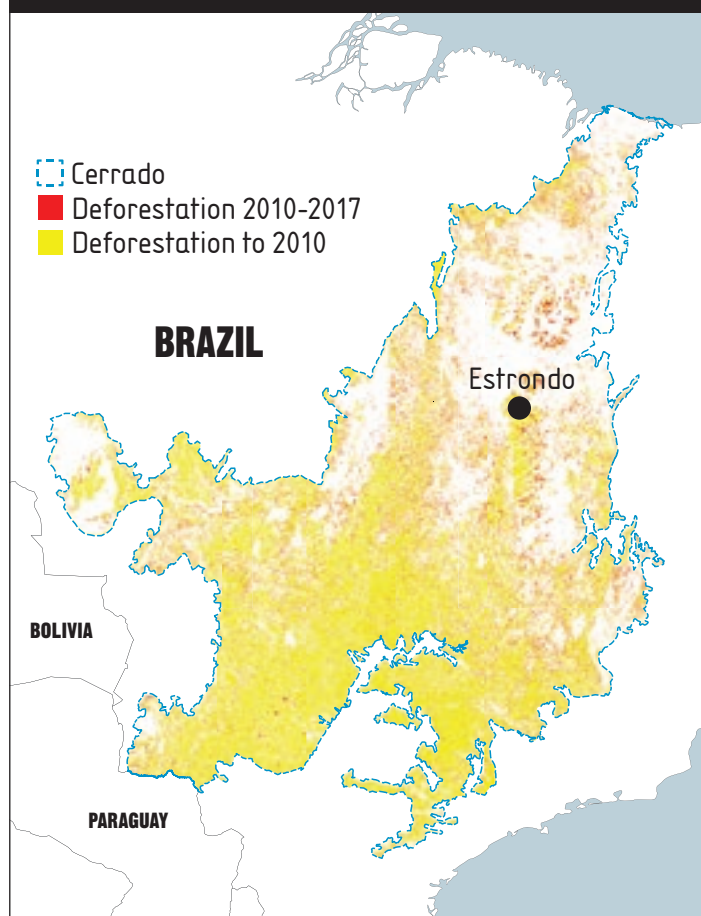 Cerrado
Deforestation 2010-2017
Deforestation to 2010
BRAZIL
Estrondo
BOLIVIA
PARAGUAY